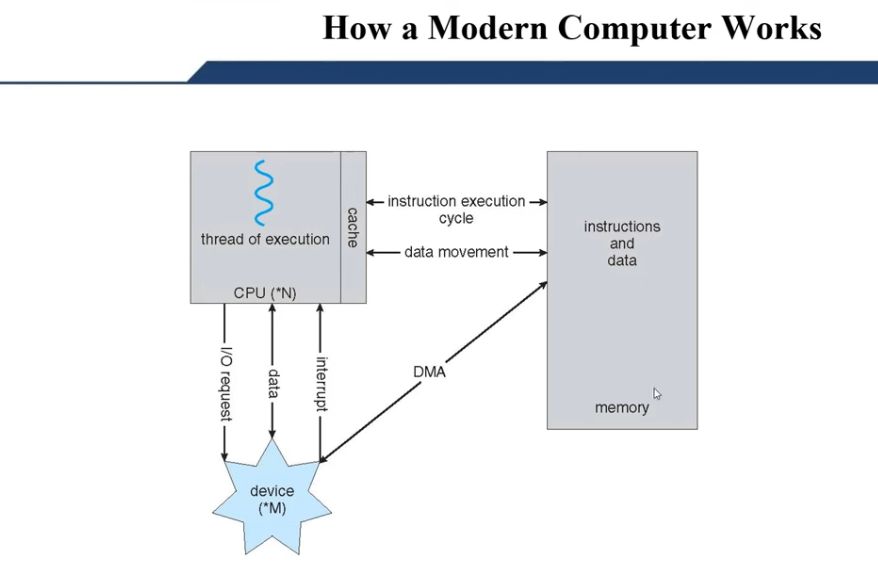 How a Modern Computer Works
thread of execution
cache
CPU (*N)
instruction execution
cycle
data movement
instructions
and
data
memory
I/O request
data
interrupt
DMA
device
(*M)